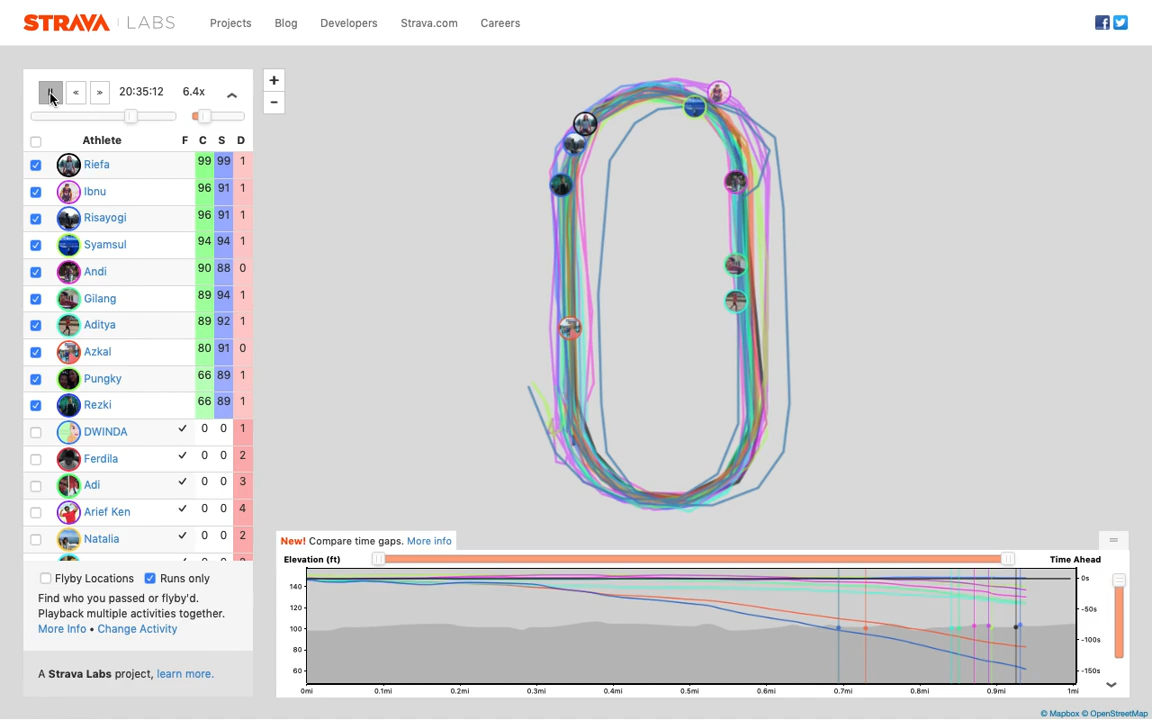 STRAVA | LABS Projects Blog Developers Strava.com Careers
« » 20:35:12 6.4x
+
−
Athlete F C S D
Riefa 99 99 1
Ibnu 96 91 1
Risayogi 96 91 1
Syamsul 94 94 1
Andi 90 88 0
Gilang 89 94 1
Aditya 89 92 1
Azkal 80 91 0
Pungky 66 89 1
Rezki 66 89 1
DWINDA ✓ 0 0 1
Ferdila ✓ 0 0 2
Adi ✓ 0 0 3
Arief Ken ✓ 0 0 4
Natalia ✓ 0 0 2
Flyby Locations Runs only
Find who you passed or flyby'd.
Playback multiple activities together.
More Info • Change Activity
A Strava Labs project, learn more.
New! Compare time gaps. More info
Elevation (ft) Time Ahead
140 0s
120 -50s
100 -100s
80
60 -150s
0mi 0.1mi 0.2mi 0.3mi 0.4mi 0.5mi 0.6mi 0.7mi 0.8mi 0.9mi 1mi
© Mapbox © OpenStreetMap